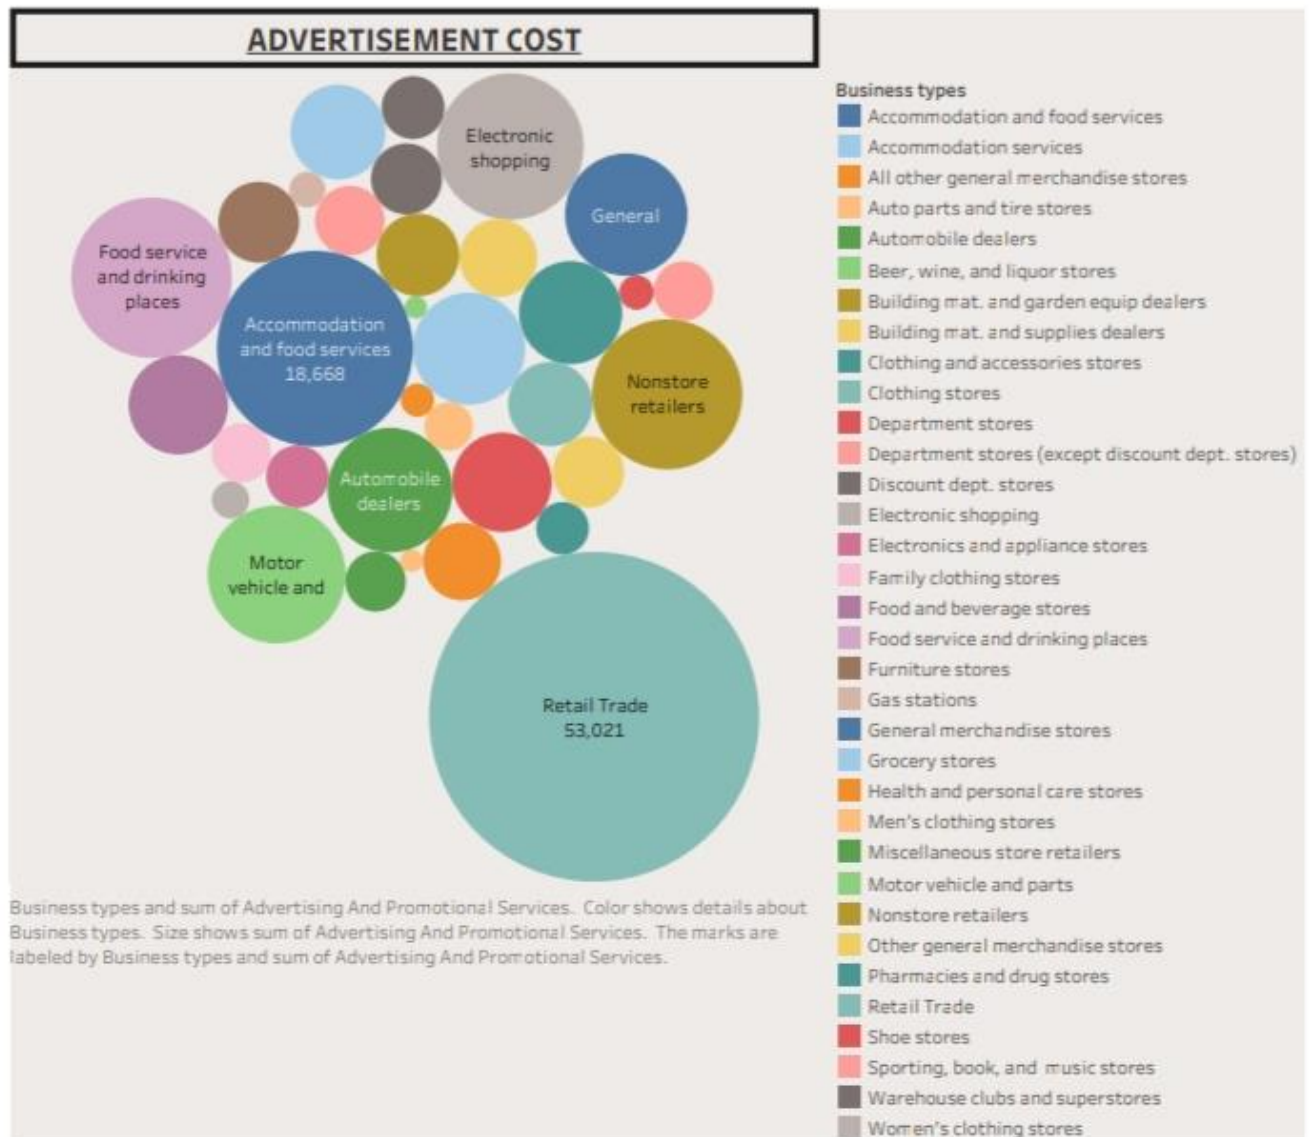 ADVERTISEMENT COST
Electronic
shopping
General
Food service
and drinking
places
Accommodation
and food services
18,668
Nonstore
retailers
Automobile
dealers
Motor
vehicle and
Retail Trade
53,021
Business types and sum of Advertising And Promotional Services. Color shows details about
Business types. Size shows sum of Advertising And Promotional Services. The marks are
labeled by Business types and sum of Advertising And Promotional Services.
Business types
Accommodation and food services
Accommodation services
All other general merchandise stores
Auto parts and tire stores
Automobile dealers
Beer, wine, and liquor stores
Building mat. and garden equip dealers
Building mat. and supplies dealers
Clothing and accessories stores
Clothing stores
Department stores
Department stores (except discount dept. stores)
Discount dept. stores
Electronic shopping
Electronics and appliance stores
Family clothing stores
Food and beverage stores
Food service and drinking places
Furniture stores
Gas stations
General merchandise stores
Grocery stores
Health and personal care stores
Men's clothing stores
Miscellaneous store retailers
Motor vehicle and parts
Nonstore retailers
Other general merchandise stores
Pharmacies and drug stores
Retail Trade
Shoe stores
Sporting, book, and music stores
Warehouse clubs and superstores
Women's clothing stores